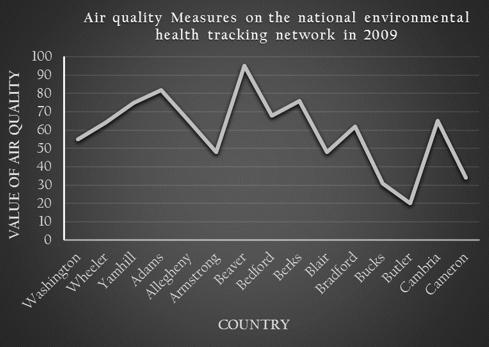 Air quality Measures on the national environmental
health tracking network in 2009
VALUE OF AIR QUALITY
100
90
80
70
60
50
40
30
20
10
0
Washington
Wheeler
Yamhill
Adams
Allegheny
Armstrong
Beaver
Bedford
Berks
Blair
Bradford
Bucks
Butler
Cambria
Cameron
COUNTRY